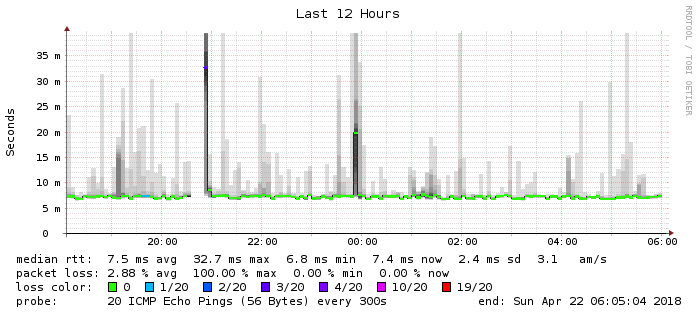 Last 12 Hours
RRDTOOL / TOBI OETIKER
Seconds
35 m
30 m
25 m
20 m
15 m
10 m
5 m
0
20:00 22:00 00:00 02:00 04:00 06:00
median rtt: 7.5 ms avg 32.7 ms max 6.8 ms min 7.4 ms now 2.4 ms sd 3.1 am/s
packet loss: 2.88 % avg 100.00 % max 0.00 % min 0.00 % now
loss color: 0 1/20 2/20 3/20 4/20 10/20 19/20
probe: 20 ICMP Echo Pings (56 Bytes) every 300s end: Sun Apr 22 06:05:04 2018